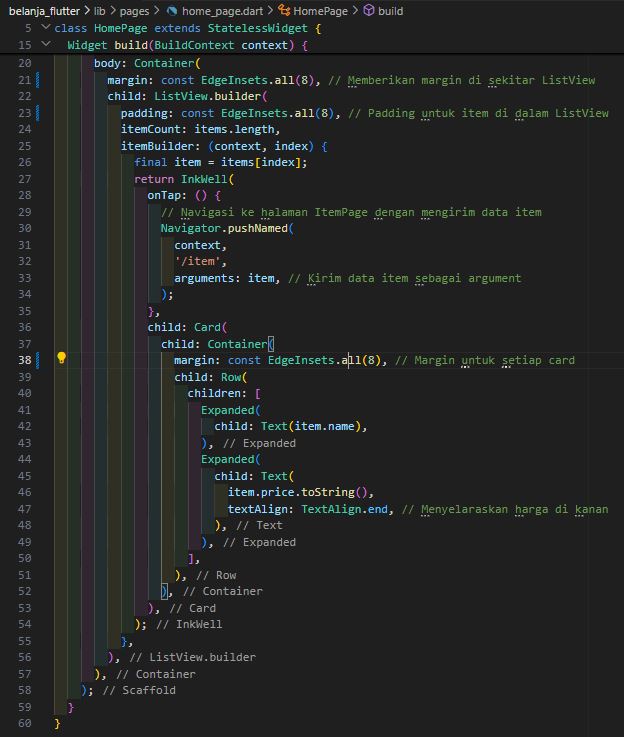 belanja_flutter > lib > pages > home_page.dart > HomePage > build
5 class HomePage extends StatelessWidget {
15 Widget build(BuildContext context) {
20 body: Container(
21 margin: const EdgeInsets.all(8), // Memberikan margin di sekitar ListView
22 child: ListView.builder(
23 padding: const EdgeInsets.all(8), // Padding untuk item di dalam ListView
24 itemCount: items.length,
25 itemBuilder: (context, index) {
26 final item = items[index];
27 return InkWell(
28 onTap: () {
29 // Navigasi ke halaman ItemPage dengan mengirim data item
30 Navigator.pushNamed(
31 context,
32 '/item',
33 arguments: item, // Kirim data item sebagai argument
34 );
35 },
36 child: Card(
37 child: Container(
38 margin: const EdgeInsets.all(8), // Margin untuk setiap card
39 child: Row(
40 children: [
41 Expanded(
42 child: Text(item.name),
43 ), // Expanded
44 Expanded(
45 child: Text(
46 item.price.toString(),
47 textAlign: TextAlign.end, // Menyelaraskan harga di kanan
48 ), // Text
49 ), // Expanded
50 ],
51 ), // Row
52 ), // Container
53 ), // Card
54 ); // InkWell
55 },
56 ), // ListView.builder
57 ), // Container
58 ); // Scaffold
59 }
60 }